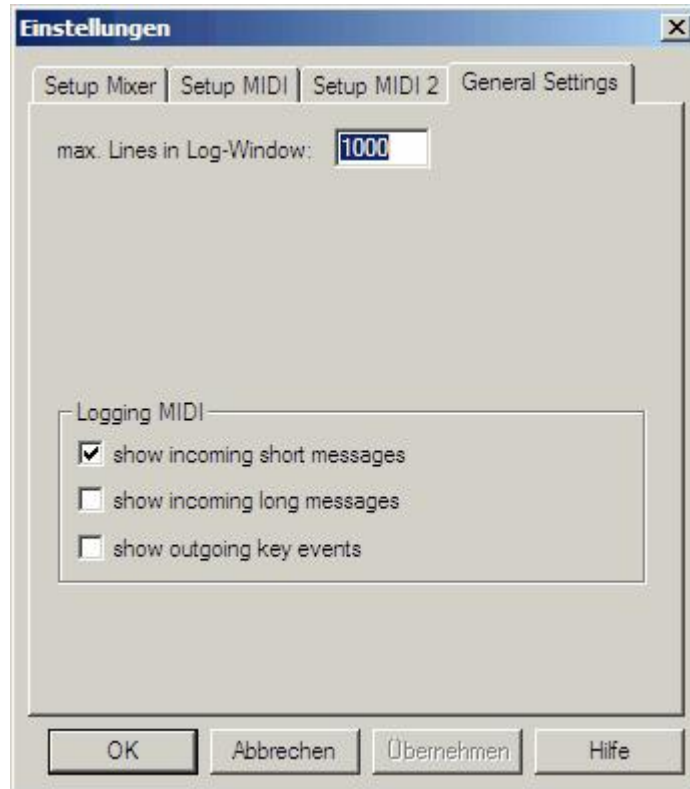 Einstellungen
Setup Mixer Setup MIDI Setup MIDI 2 General Settings
max. Lines in Log-Window: 1000
Logging MIDI
show incoming short messages
show incoming long messages
show outgoing key events
OK Abbrechen Übernehmen Hilfe